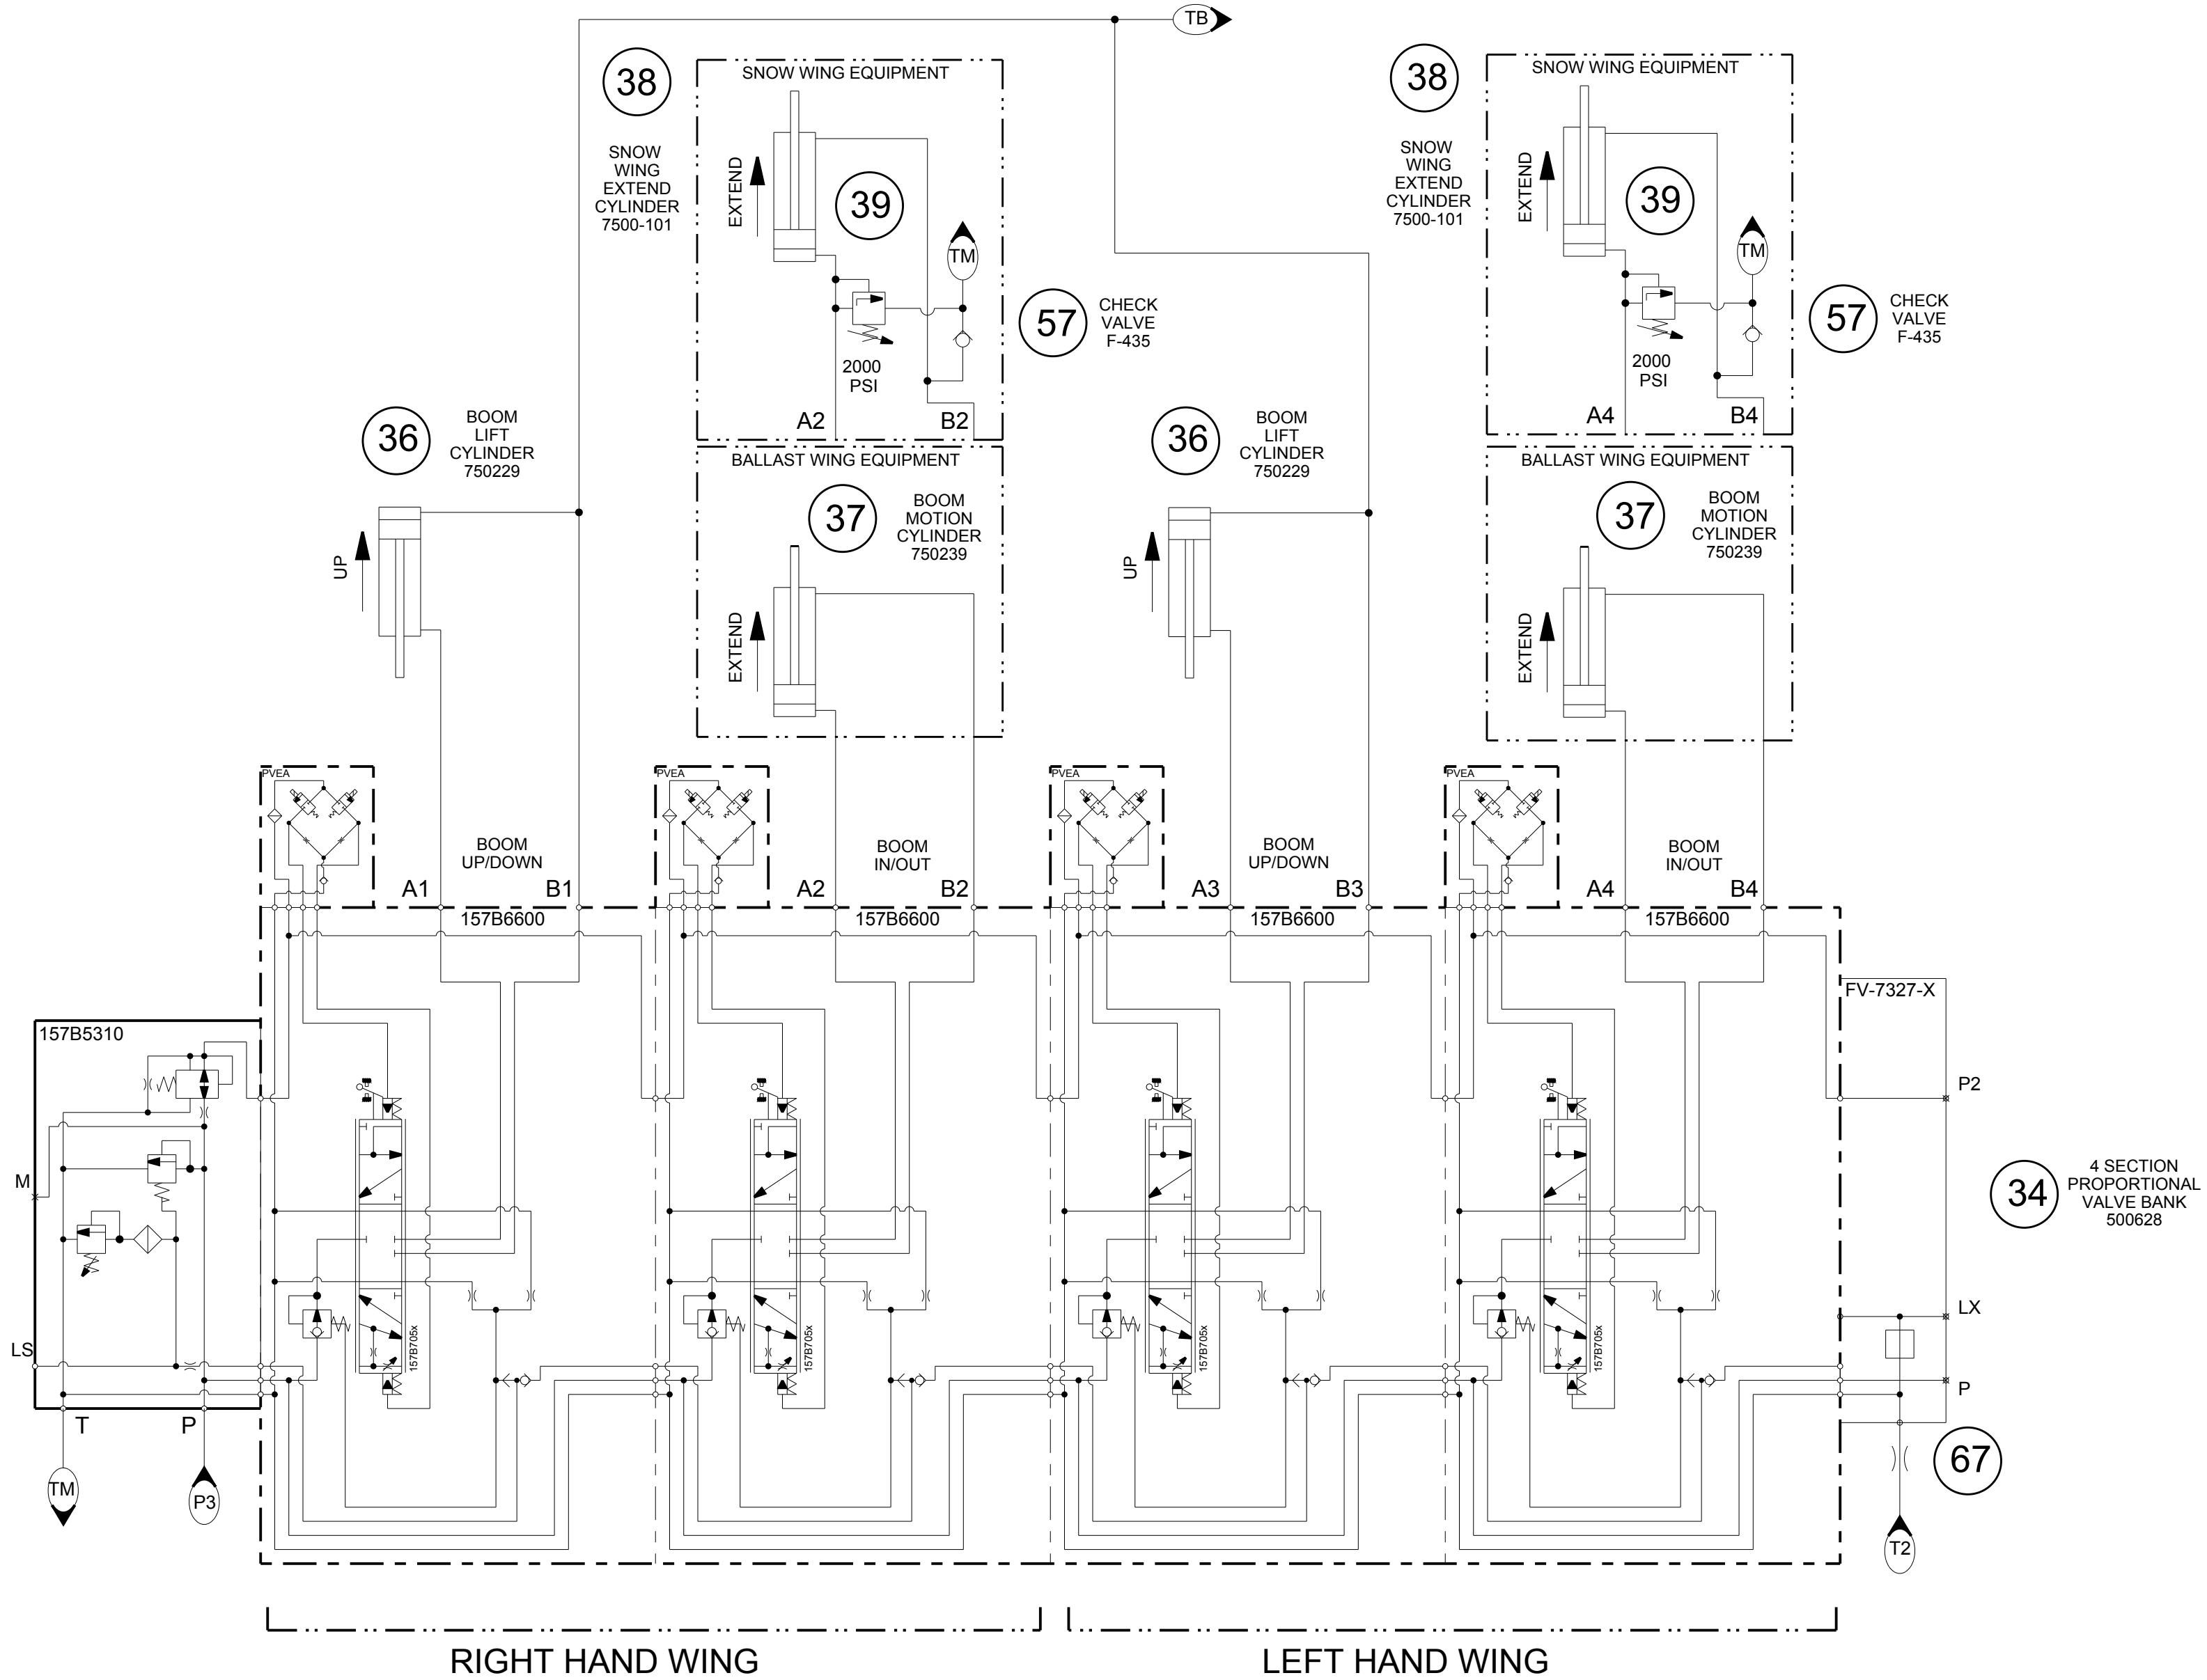 TB
38
SNOW
WING
EXTEND
CYLINDER
7500-101
SNOW WING EQUIPMENT
EXTEND
39
TM
2000
PSI
A2
B2
57
CHECK
VALVE
F-435
38
SNOW
WING
EXTEND
CYLINDER
7500-101
SNOW WING EQUIPMENT
EXTEND
39
TM
2000
PSI
A4
B4
57
CHECK
VALVE
F-435
36
BOOM
LIFT
CYLINDER
750229
UP
BALLAST WING EQUIPMENT
37
BOOM
MOTION
CYLINDER
750239
EXTEND
36
BOOM
LIFT
CYLINDER
750229
UP
BALLAST WING EQUIPMENT
37
BOOM
MOTION
CYLINDER
750239
EXTEND
PVEA
BOOM
UP/DOWN
A1
B1
157B6600
PVEA
BOOM
IN/OUT
A2
B2
157B6600
PVEA
BOOM
UP/DOWN
A3
B3
157B6600
PVEA
BOOM
IN/OUT
A4
B4
157B6600
157B5310
M
LS
T
P
TM
P3
157B705x
157B705x
157B705x
157B705x
FV-7327-X
P2
LX
P
34
4 SECTION
PROPORTIONAL
VALVE BANK
500628
67
T2
RIGHT HAND WING
LEFT HAND WING